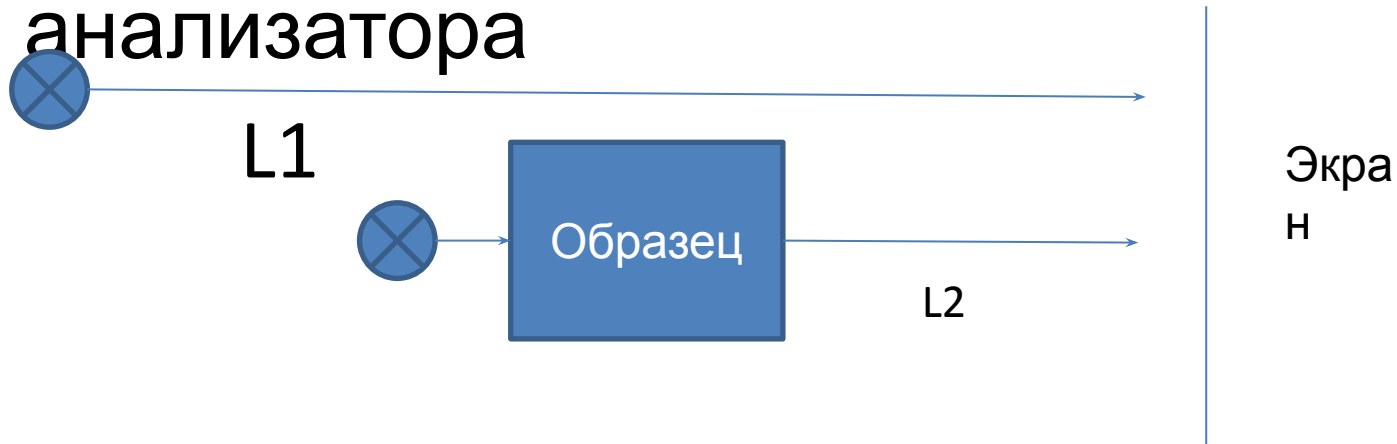 анализатора
L1
Экра
н
Образец
L2